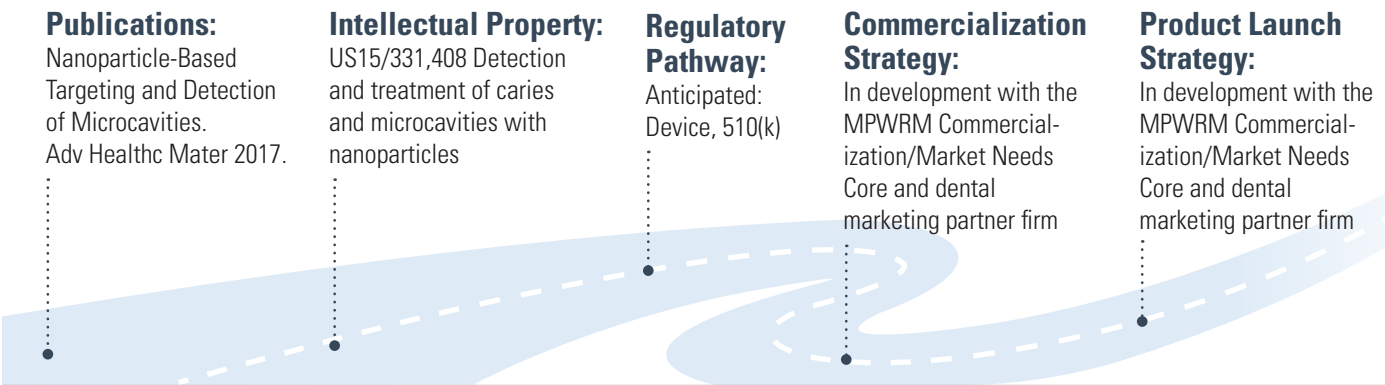 Publications:
Nanoparticle-Based
Targeting and Detection
of Microcavities.
Adv Healthc Mater 2017.
Intellectual Property:
US15/331,408 Detection
and treatment of caries
and microcavities with
nanoparticles
Regulatory
Pathway:
Anticipated:
Device, 510(k)
Commercialization
Strategy:
In development with the
MPWRM Commercial-
ization/Market Needs
Core and dental
marketing partner firm
Product Launch
Strategy:
In development with the
MPWRM Commercial-
ization/Market Needs
Core and dental
marketing partner firm